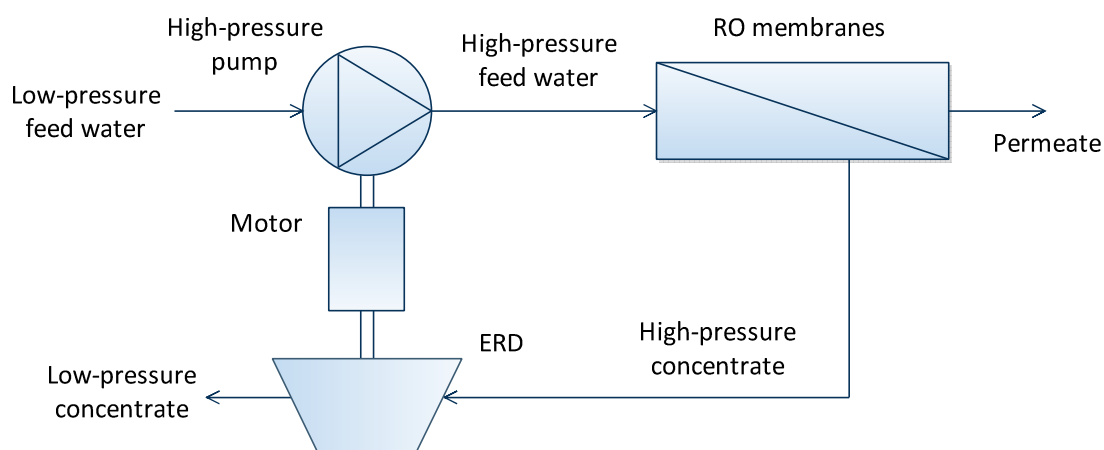 High-pressure
pump
High-pressure
feed water
RO membranes
Low-pressure
feed water
Permeate
Motor
ERD
High-pressure
concentrate
Low-pressure
concentrate